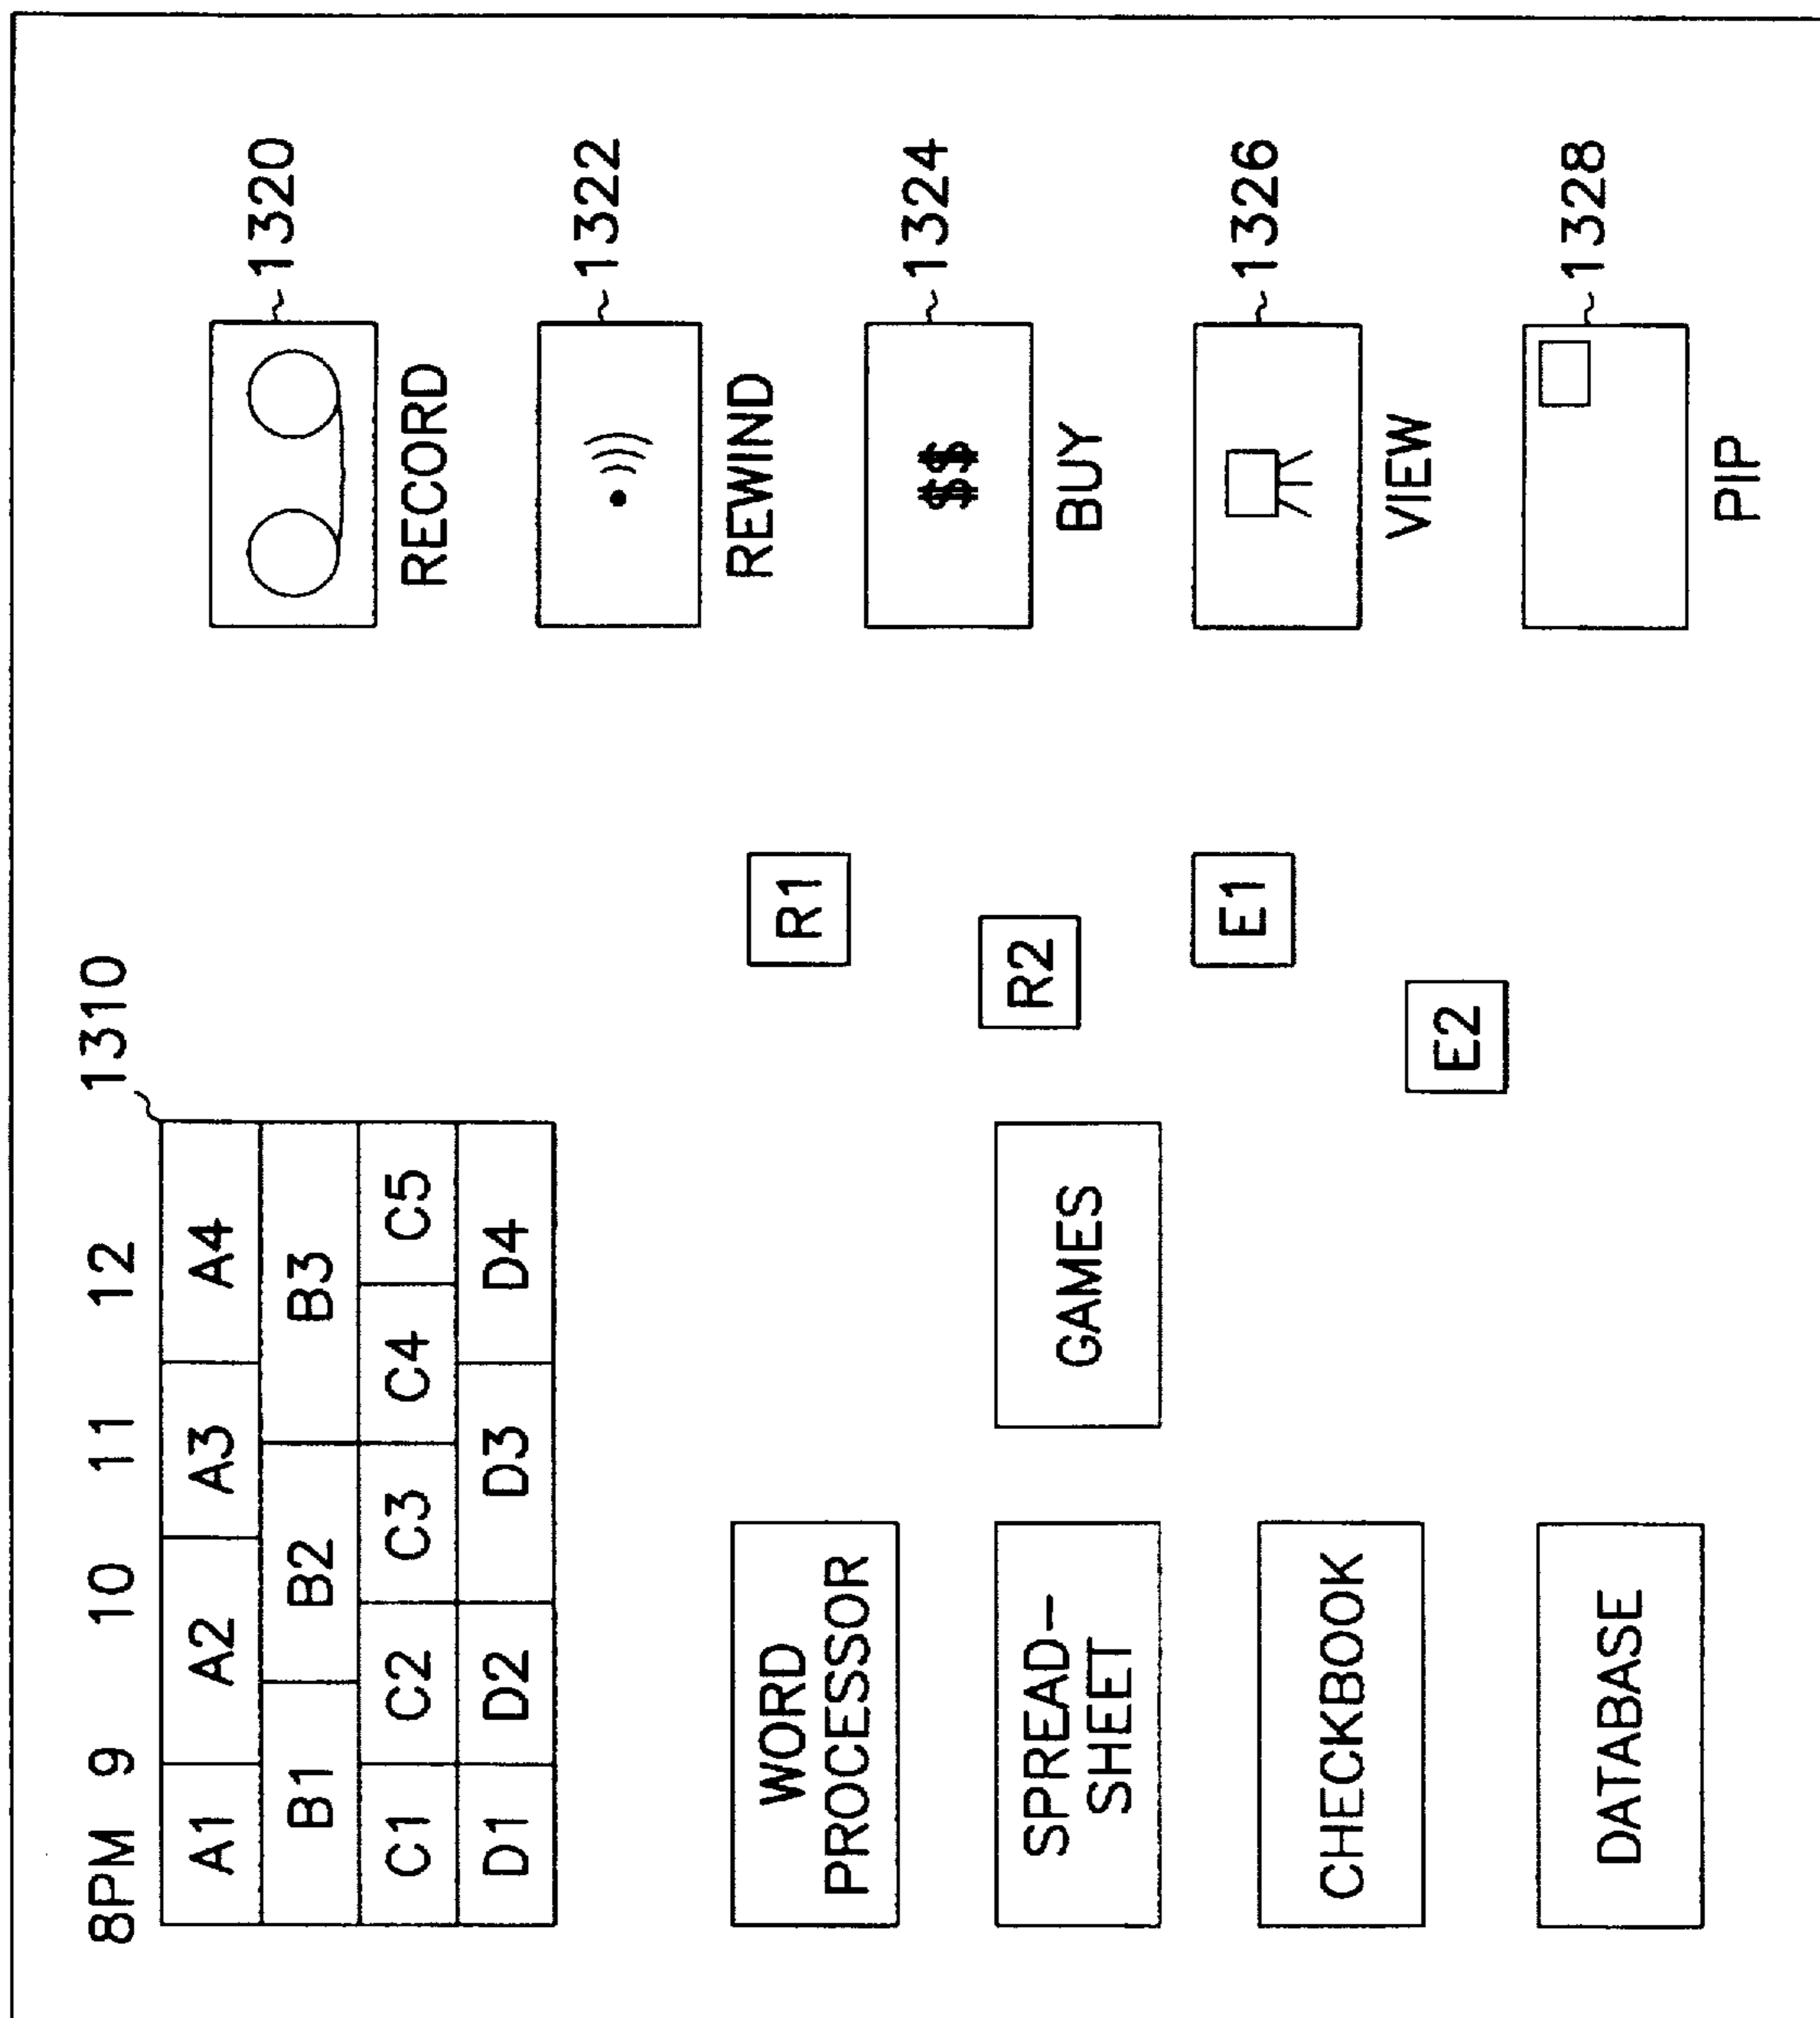 1310
8PM 9 10 11 12
A1 A2 A3 A4
B1 B2 B3
C1 C2 C3 C4 C5
D1 D2 D3 D4
1320
RECORD
1322
REWIND
$$
1324
BUY
1326
VIEW
1328
PIP
R1
R2
E1
E2
WORD
PROCESSOR
SPREAD-
SHEET
GAMES
CHECKBOOK
DATABASE